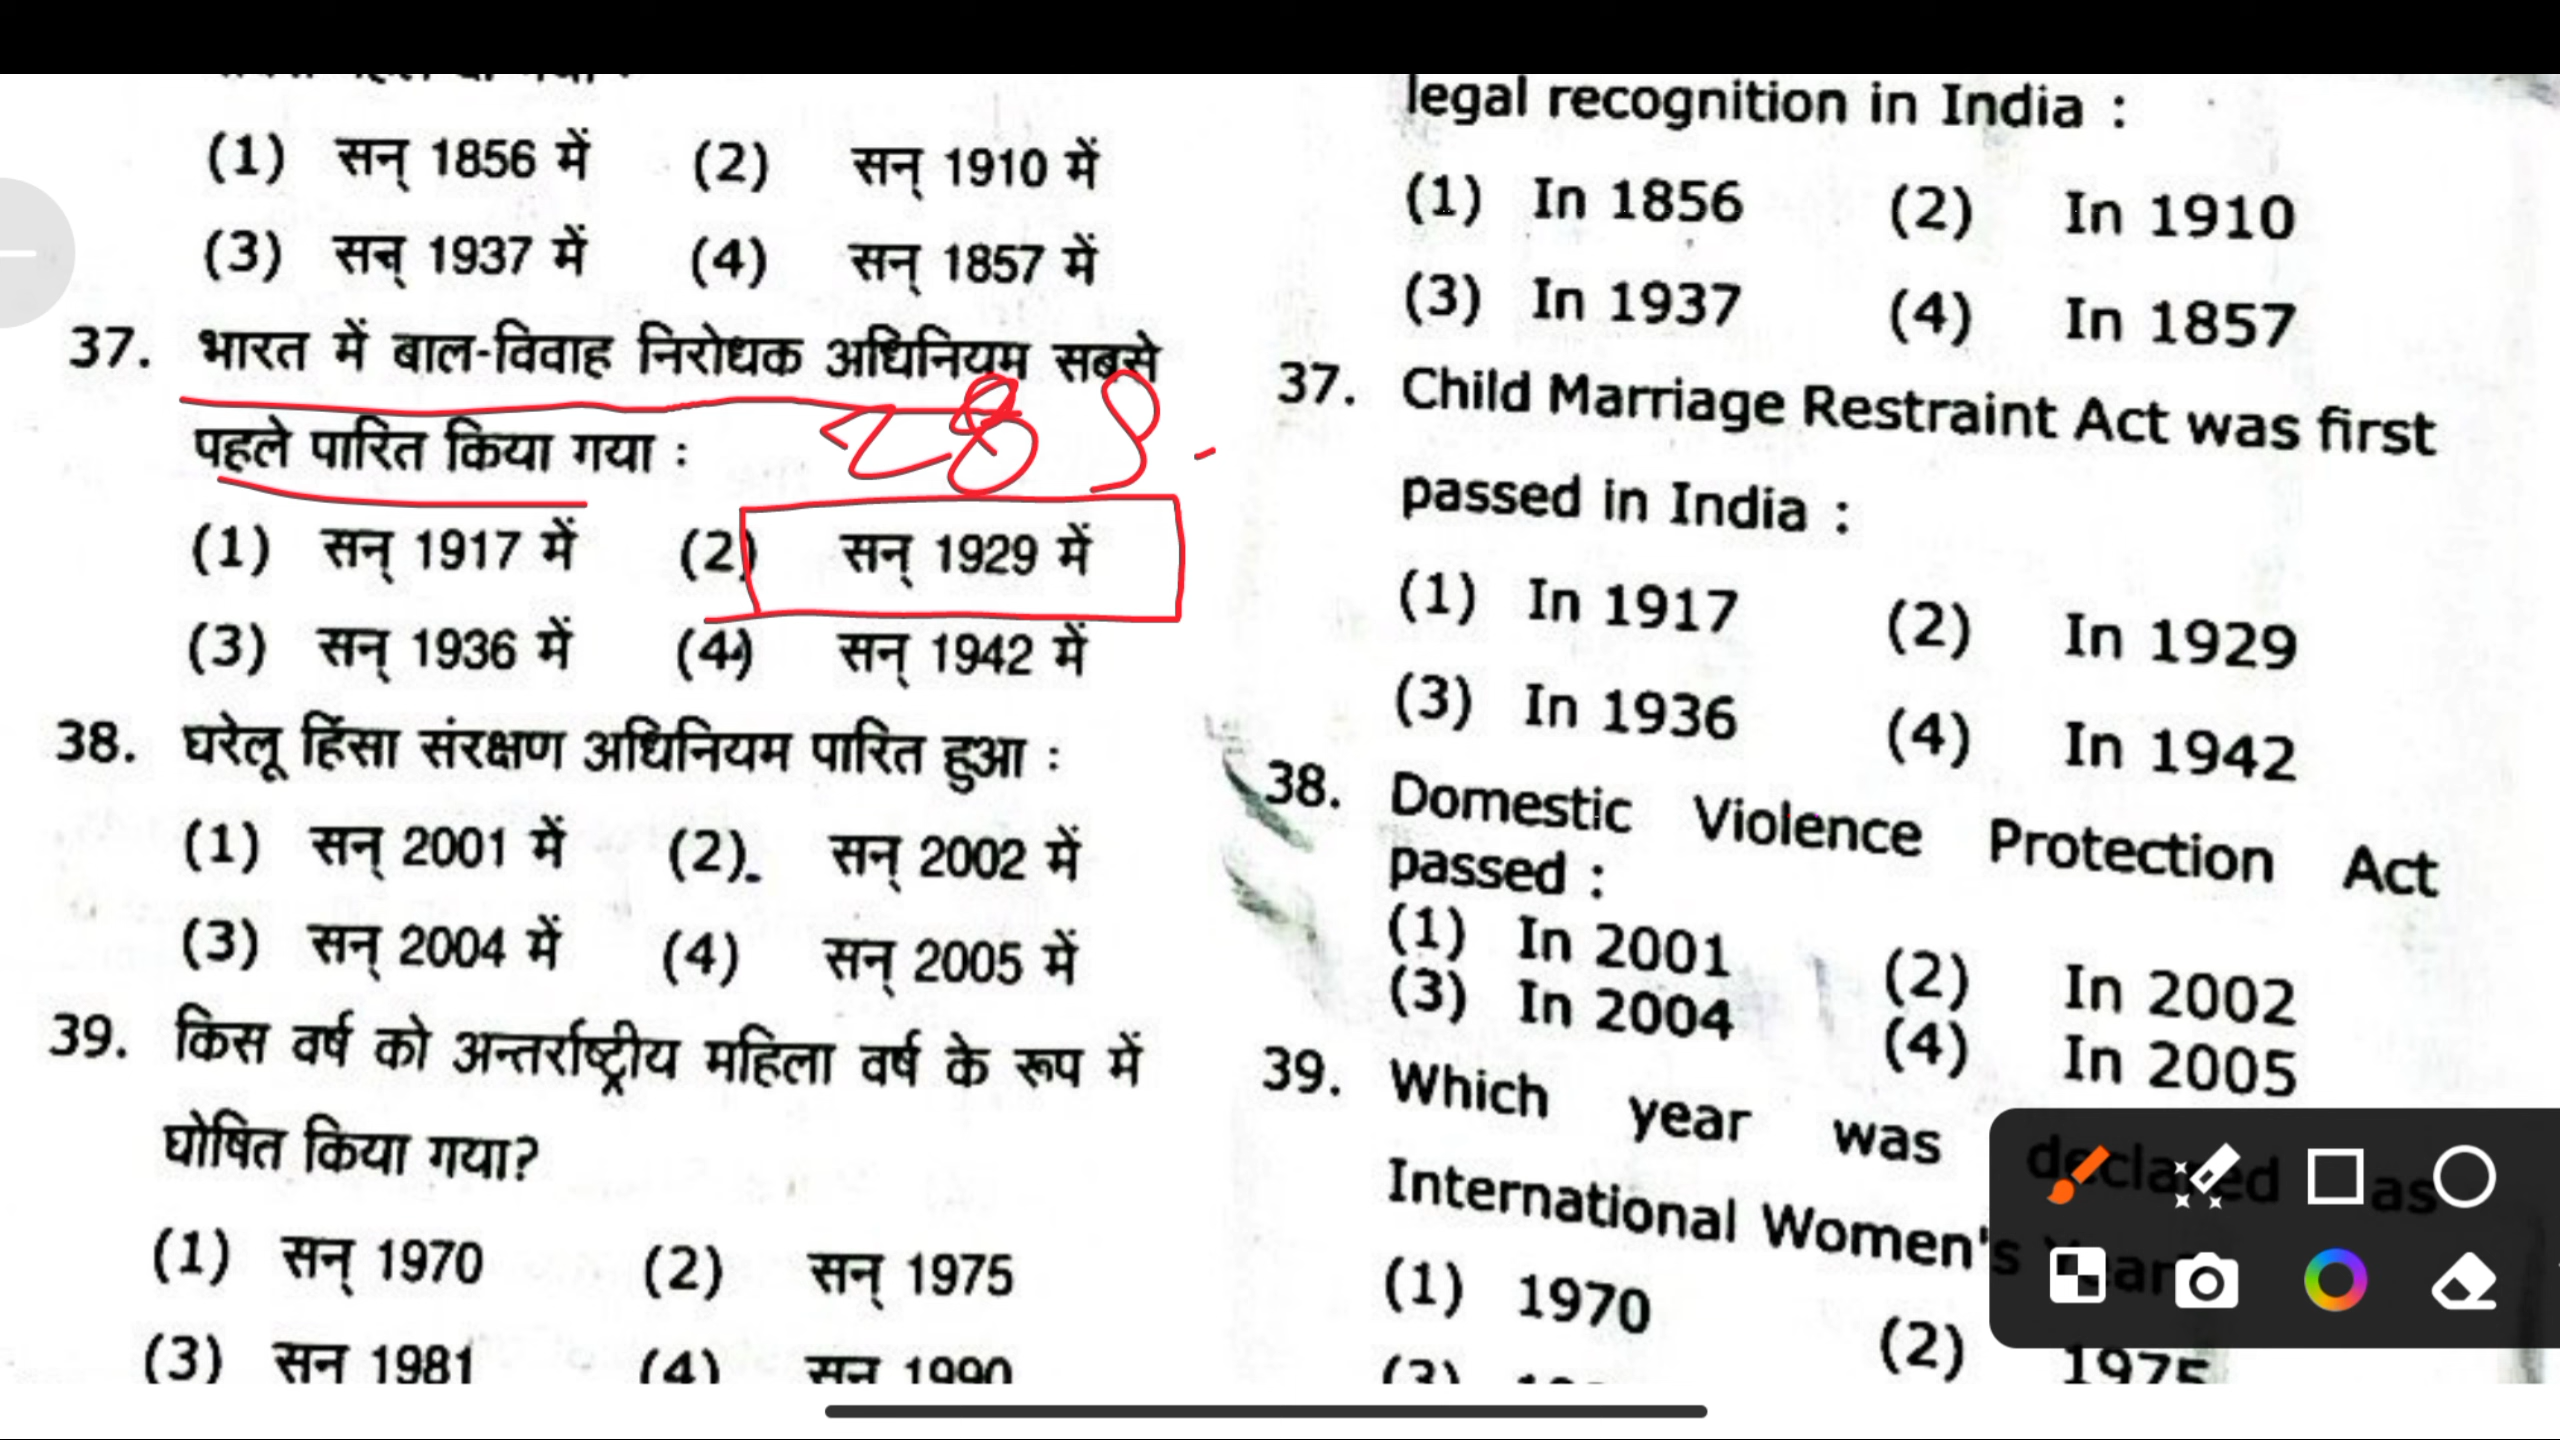 (1) सन् 1856 में (2) सन् 1910 में
(3) सन् 1937 में (4) सन् 1857 में
37. भारत में बाल-विवाह निरोधक अधिनियम सबसे
पहले पारित किया गया :
(1) सन् 1917 में (2) सन् 1929 में
(3) सन् 1936 में (4) सन् 1942 में
38. घरेलू हिंसा संरक्षण अधिनियम पारित हुआ :
(1) सन् 2001 में (2) सन् 2002 में
(3) सन् 2004 में (4) सन् 2005 में
39. किस वर्ष को अन्तर्राष्ट्रीय महिला वर्ष के रूप में
घोषित किया गया?
(1) सन् 1970 (2) सन् 1975
(3) सन 1981 (4) सन 1990
legal recognition in India :
(1) In 1856 (2) In 1910
(3) In 1937 (4) In 1857
37. Child Marriage Restraint Act was first
passed in India :
(1) In 1917 (2) In 1929
(3) In 1936 (4) In 1942
38. Domestic Violence Protection Act
passed :
(1) In 2001 (2) In 2002
(3) In 2004 (4) In 2005
39. Which year was declared as
International Women's Year
(1) 1970 (2) 1975